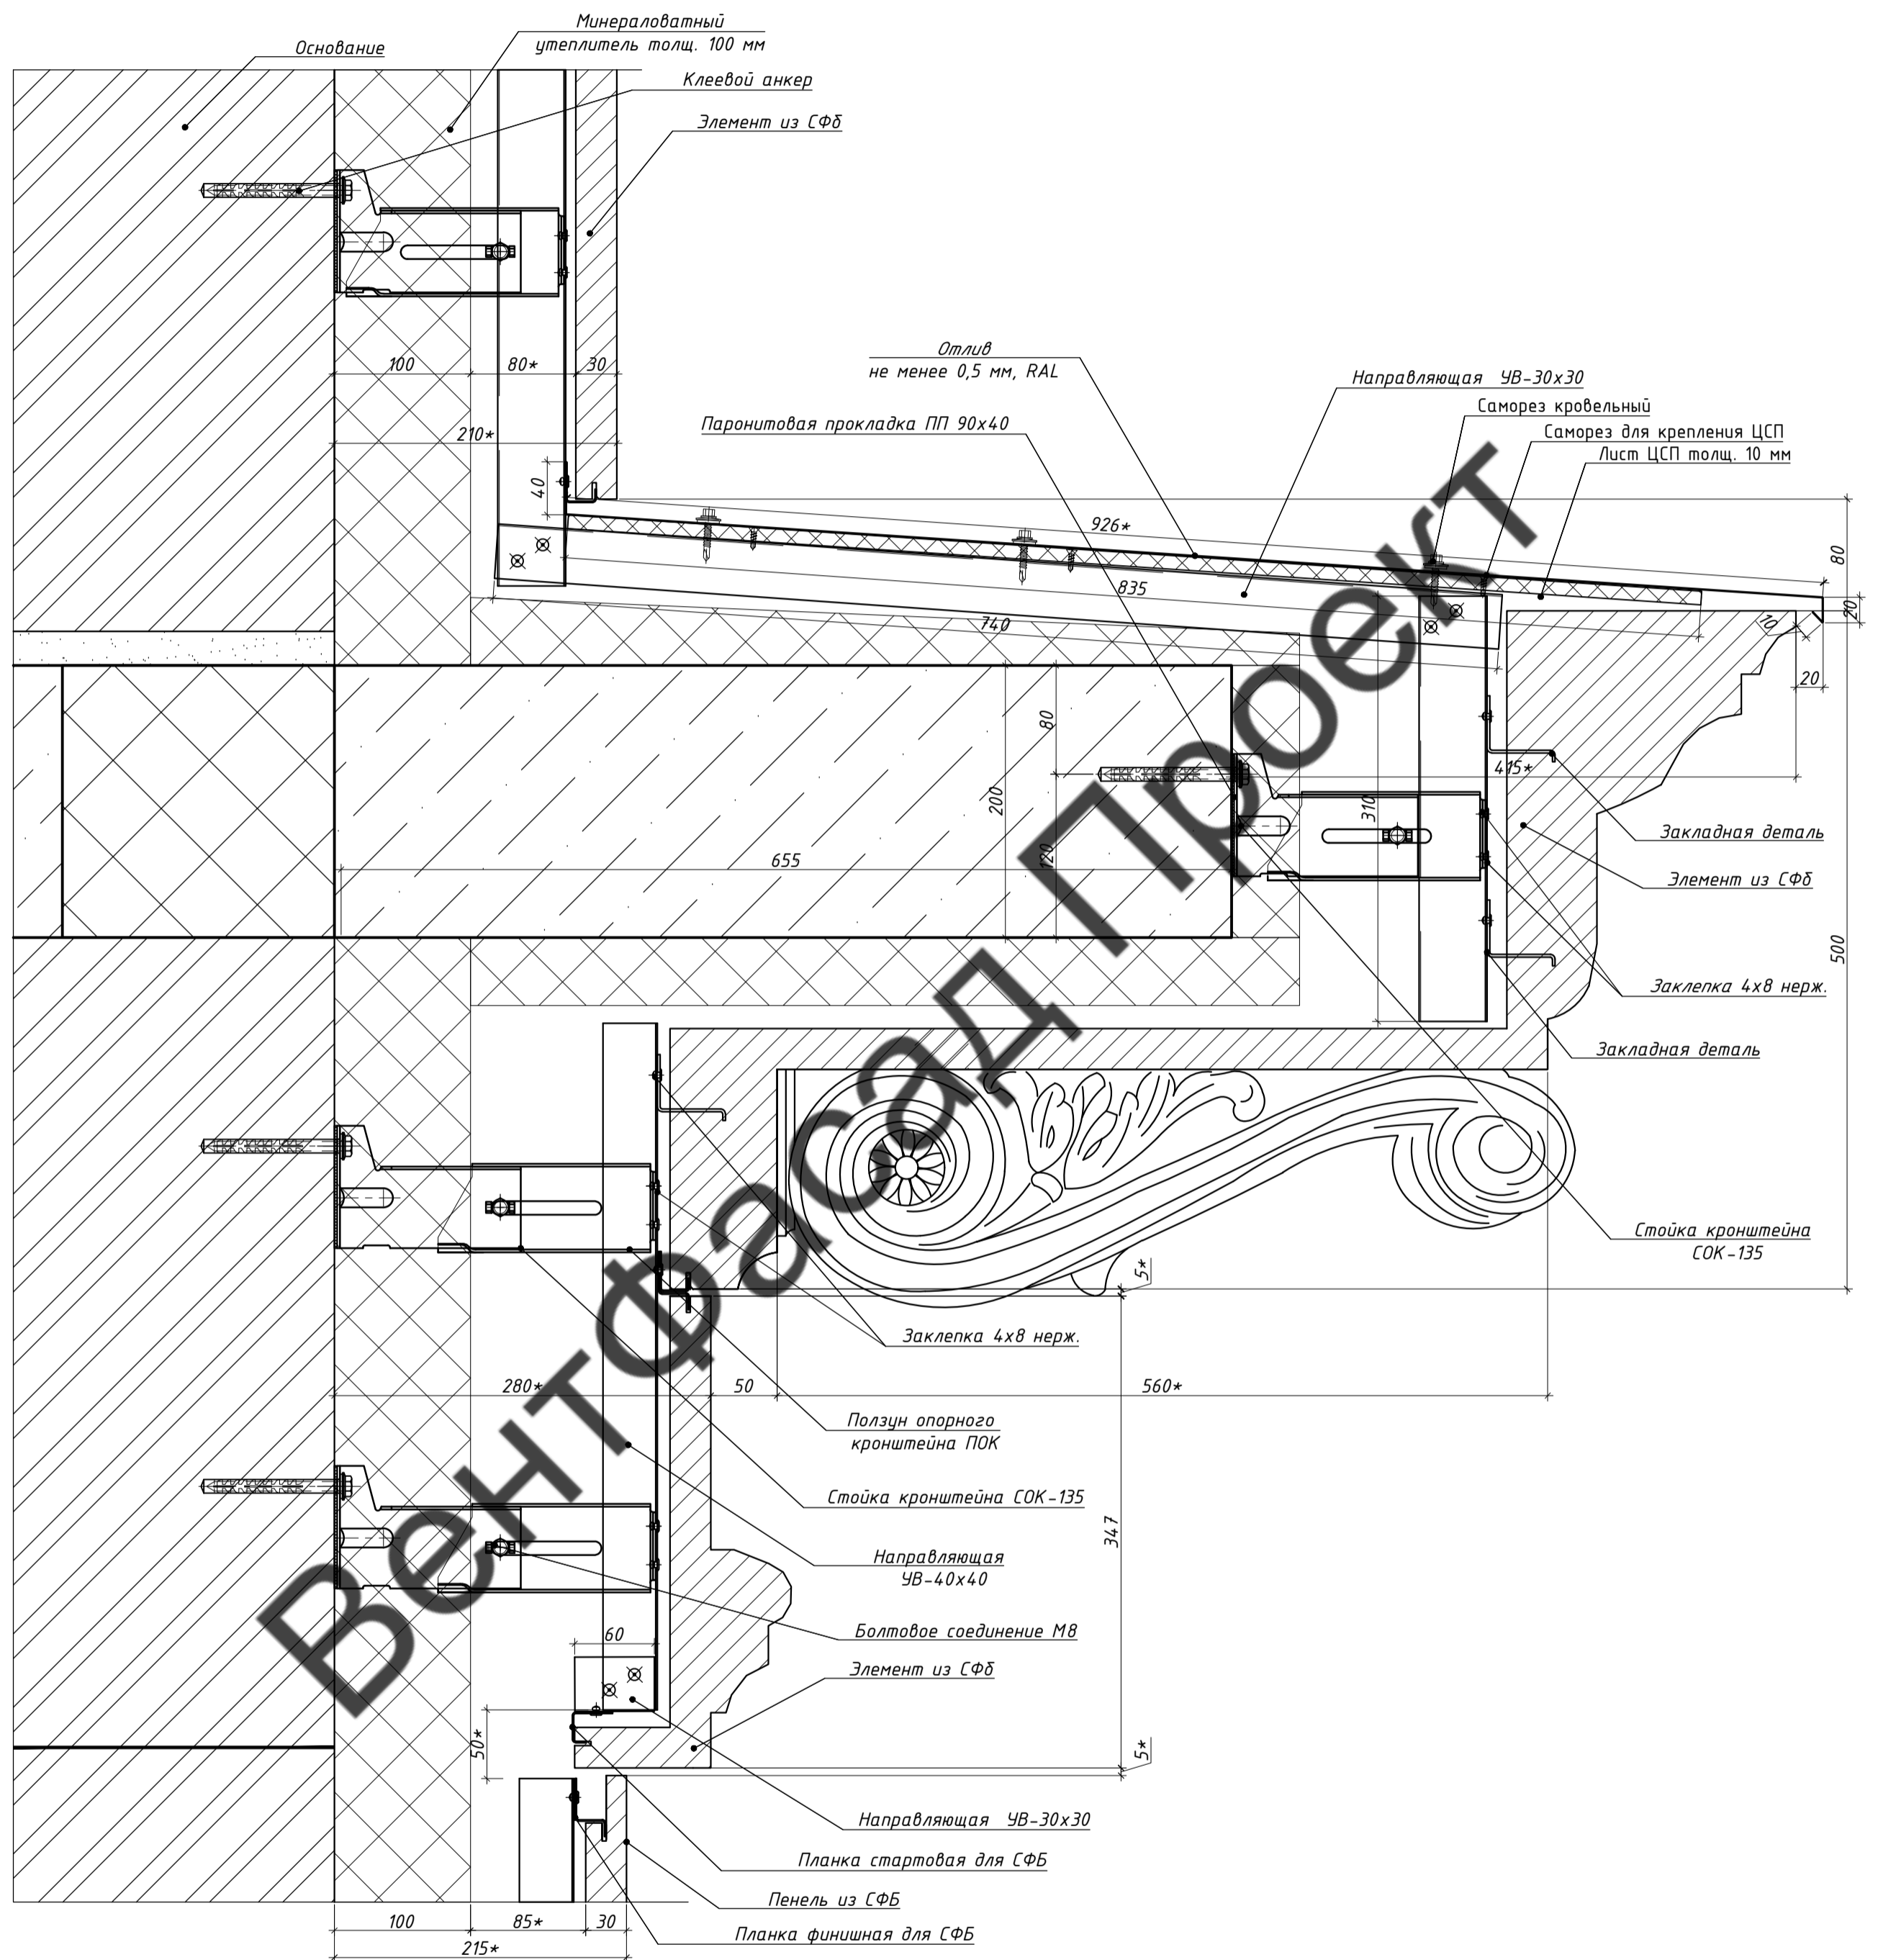 Минераловатный
утеплитель толщ. 100 мм
Основание
Клеевой анкер
Элемент из СФб
100
80*
30
210*
40
Отлив
не менее 0,5 мм, RAL
Направляющая УВ-30х30
Саморез кровельный
Паронитовая прокладка ПП 90х40
Саморез для крепления ЦСП
Лист ЦСП толщ. 10 мм
926*
835
740
80
20
10
20
80
200
120
655
310
415*
500
Закладная деталь
Элемент из СФб
Заклепка 4х8 нерж.
Закладная деталь
Стойка кронштейна
СОК-135
5*
Заклепка 4х8 нерж.
280*
50
560*
Ползун опорного
кронштейна ПОК
Стойка кронштейна СОК-135
347
Направляющая
УВ-40х40
Болтовое соединение М8
60
Элемент из СФб
50*
5*
Направляющая УВ-30х30
Планка стартовая для СФБ
Пенель из СФБ
Планка финишная для СФБ
100
85*
30
215*
ВентФасад Проект